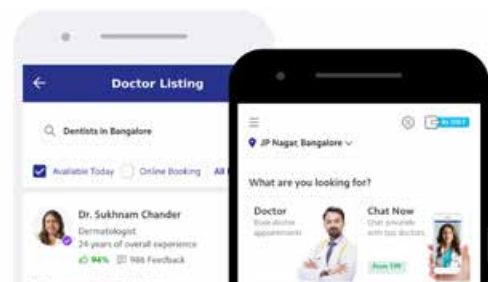 Doctor Listing
Dentists in Bangalore
Available Today
Online Booking
All
Dr. Sukhnam Chander
Dermatologist
24 years of overall experience
94%
986 Feedback
JP Nagar, Bangalore
What are you looking for?
Doctor
Book doctor
appointments
Chat Now
Chat privately
with top doctors